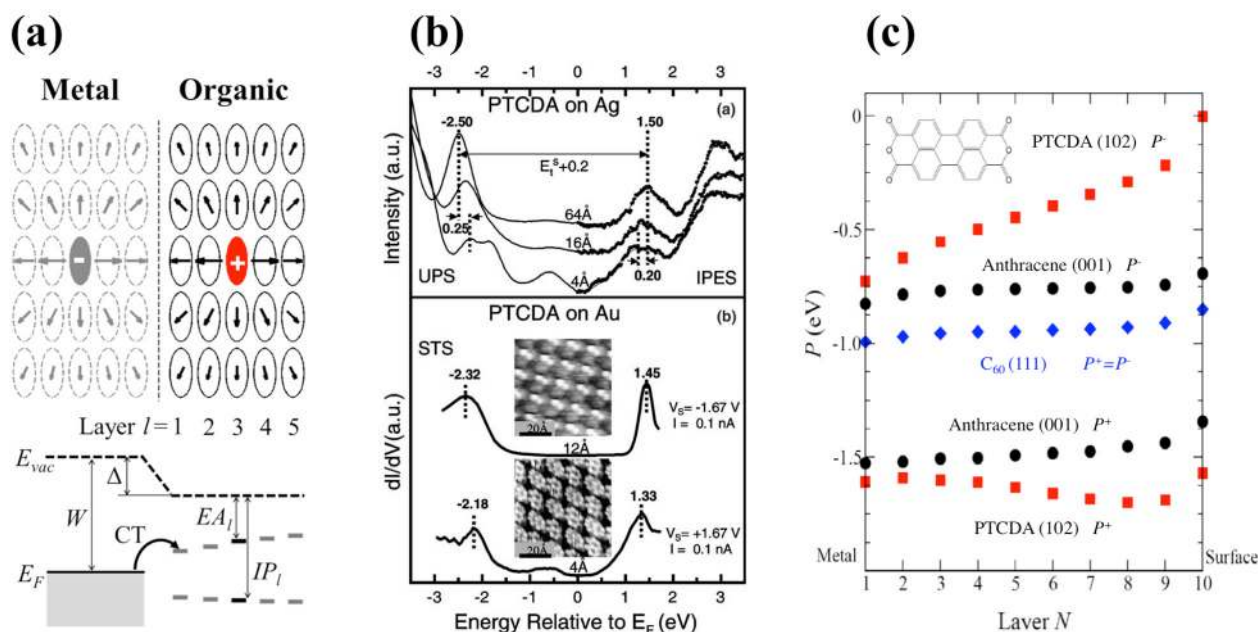 (a)
Metal Organic
Layer l = 1 2 3 4 5
E_vac
Δ
W
CT
EA_l
E_F
IP_l
(b)
-3 -2 -1 0 1 2 3
PTCDA on Ag (a)
-2.50 1.50
E_t^S+0.2
64Å
0.25
16Å
UPS 4Å 0.20 IPES
Intensity (a.u.)
PTCDA on Au (b)
STS
-2.32 1.45
V_S= -1.67 V
I = 0.1 nA
20Å
12Å
-2.18 1.33
V_S= +1.67 V
I = 0.1 nA
20Å
4Å
dI/dV(a.u.)
-3 -2 -1 0 1 2 3
Energy Relative to E_F (eV)
(c)
0
-0.5
-1.0
-1.5
P (eV)
O O
O O
O O
PTCDA (102) P-
Anthracene (001) P-
C60 (111) P+=P-
Anthracene (001) P+
PTCDA (102) P+
Metal Surface
1 2 3 4 5 6 7 8 9 10
Layer N